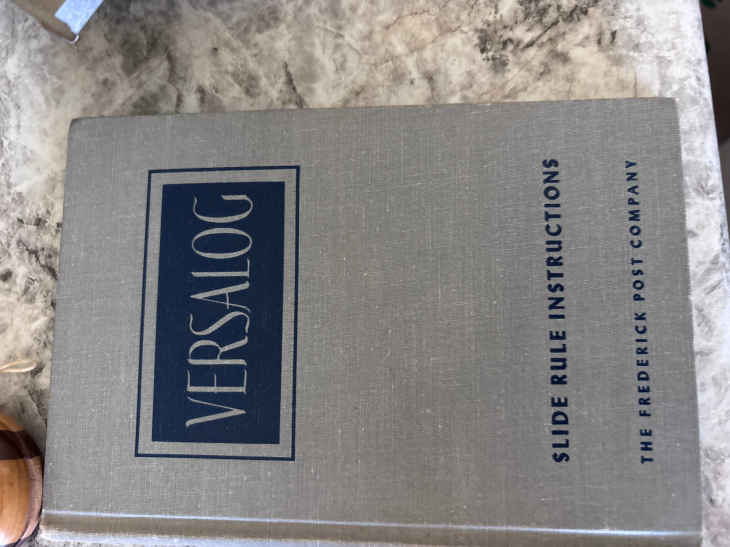 VERSALOG
SLIDE RULE INSTRUCTIONS
THE FREDERICK POST COMPANY